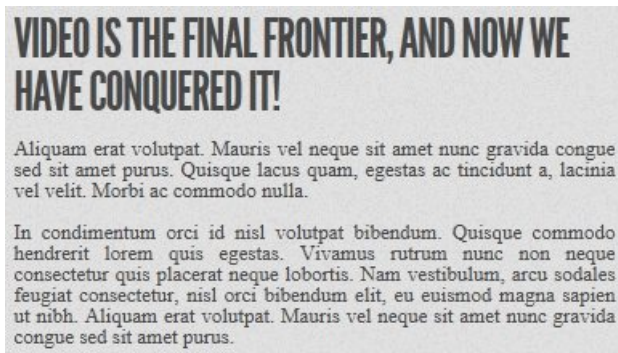 VIDEO IS THE FINAL FRONTIER, AND NOW WE
HAVE CONQUERED IT!
Aliquam erat volutpat. Mauris vel neque sit amet nunc gravida congue
sed sit amet purus. Quisque lacus quam, egestas ac tincidunt a, lacinia
vel velit. Morbi ac commodo nulla.
In condimentum orci id nisl volutpat bibendum. Quisque commodo
hendrerit lorem quis egestas. Vivamus rutrum nunc non neque
consectetur quis placerat neque lobortis. Nam vestibulum, arcu sodales
feugiat consectetur, nisl orci bibendum elit, eu euismod magna sapien
ut nibh. Aliquam erat volutpat. Mauris vel neque sit amet nunc gravida
congue sed sit amet purus.